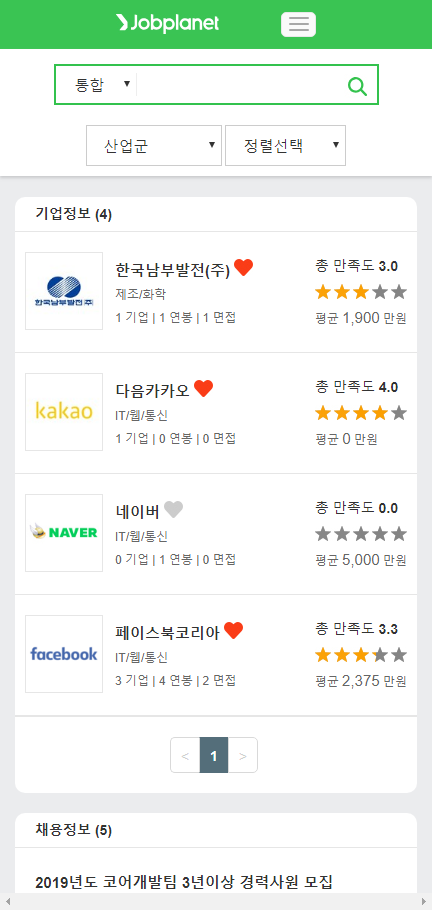 Jobplanet
통합 ▼
산업군 ▼ 정렬선택 ▼
기업정보 (4)
한국남부발전(주)
한국남부발전(주)
총 만족도 3.0
제조/화학
1 기업 | 1 연봉 | 1 면접
평균 1,900 만원
kakao
다음카카오
총 만족도 4.0
IT/웹/통신
1 기업 | 0 연봉 | 0 면접
평균 0 만원
NAVER
네이버
총 만족도 0.0
IT/웹/통신
0 기업 | 1 연봉 | 0 면접
평균 5,000 만원
facebook
페이스북코리아
총 만족도 3.3
IT/웹/통신
3 기업 | 4 연봉 | 2 면접
평균 2,375 만원
< 1 >
채용정보 (5)
2019년도 코어개발팀 3년이상 경력사원 모집